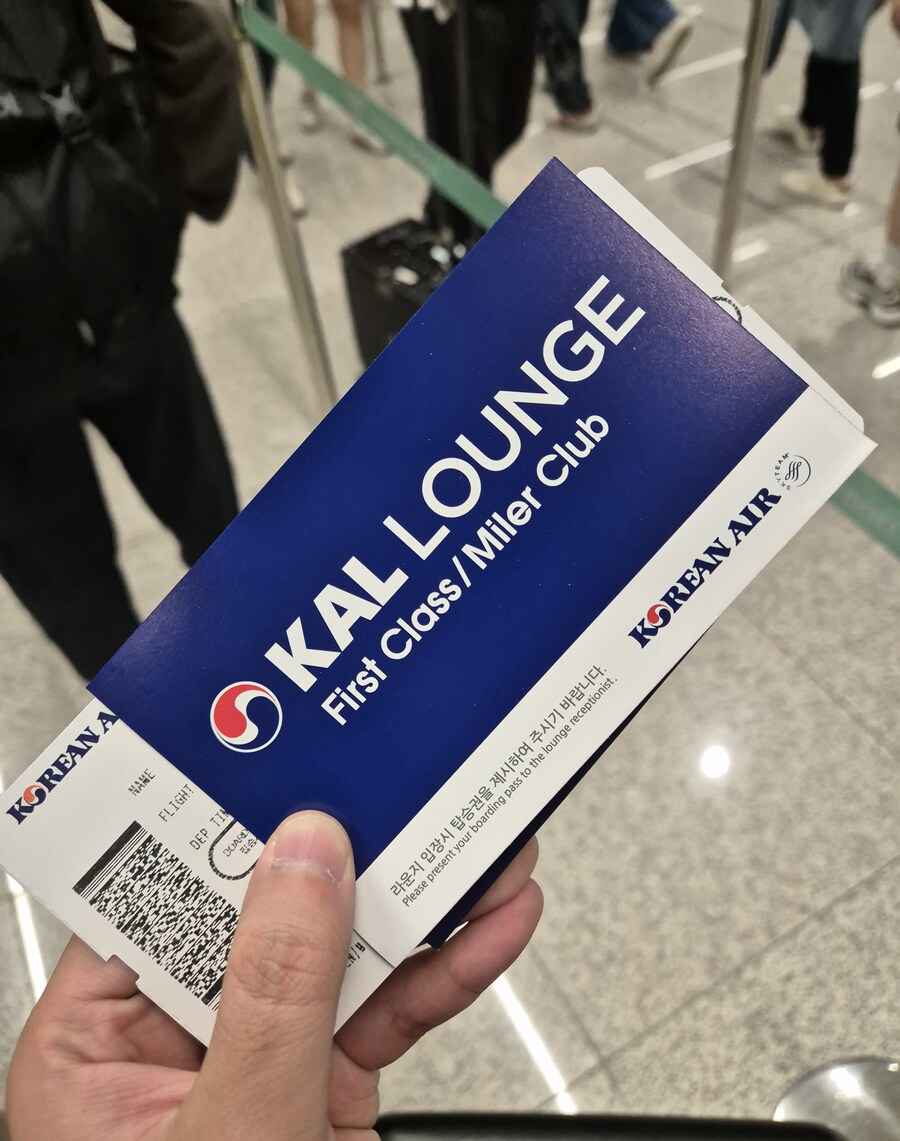 KAL LOUNGE
First Class/Miler Club
라운지 입장시 탑승권을 제시하여 주시기 바랍니다.
Please present your boarding pass to the lounge receptionist.
KOREAN AIR
SKYTEAM
KOREAN A
NAME
FLIGHT
DEP TIM